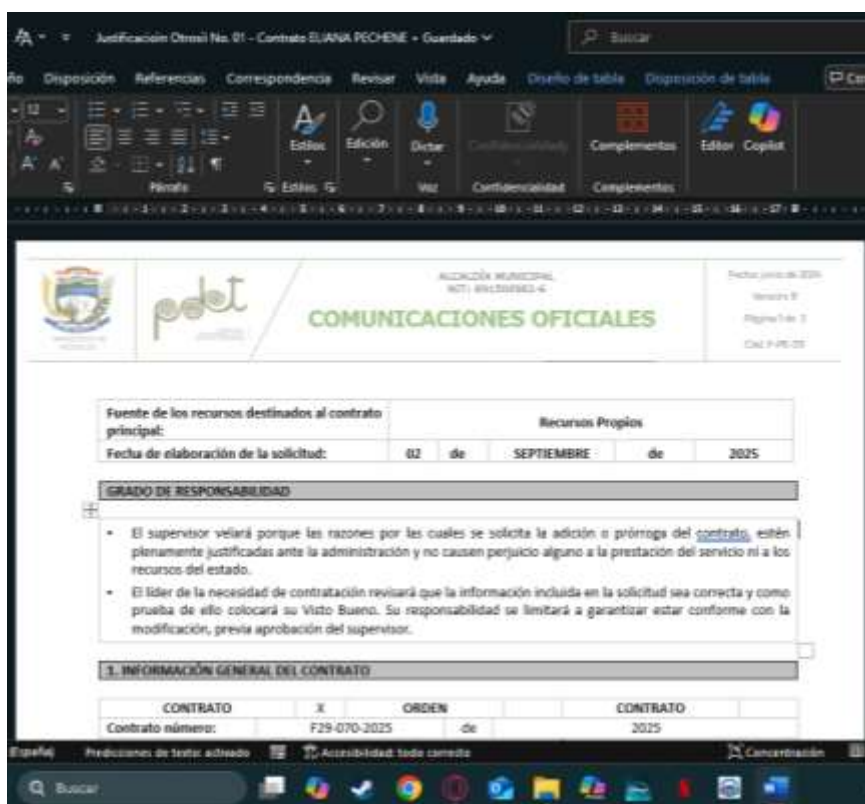 Justificación Otrosí No. 01 - Contrato ELIANA PECHENE • Guardado
Buscar
Disposición Referencias Correspondencia Revisar Vista Ayuda Diseño de tabla Disposición de tabla
12
Estilos Edición Dictar Complementos Editor Copilot
Párrafo Estilos Voz Confidencialidad Complementos
ALCALDÍA MUNICIPAL
pdbt
COMUNICACIONES OFICIALES
Fuente de los recursos destinados al contrato principal: Recursos Propios
Fecha de elaboración de la solicitud: 02 de SEPTIEMBRE de 2025
GRADO DE RESPONSABILIDAD
• El supervisor velará porque las razones por las cuales se solicita la adición o prórroga del contrato, estén
plenamente justificadas ante la administración y no causen perjuicio alguno a la prestación del servicio ni a los
recursos del estado.
• El líder de la necesidad de contratación revisará que la información incluida en la solicitud sea correcta y como
prueba de ello colocará su Visto Bueno. Su responsabilidad se limitará a garantizar estar conforme con la
modificación, previa aprobación del supervisor.
1. INFORMACIÓN GENERAL DEL CONTRATO
CONTRATO X ORDEN CONTRATO
Contrato número: F29-070-2025 de 2025
Predicciones de texto: activado Accesibilidad: todo correcto Concentración
Buscar